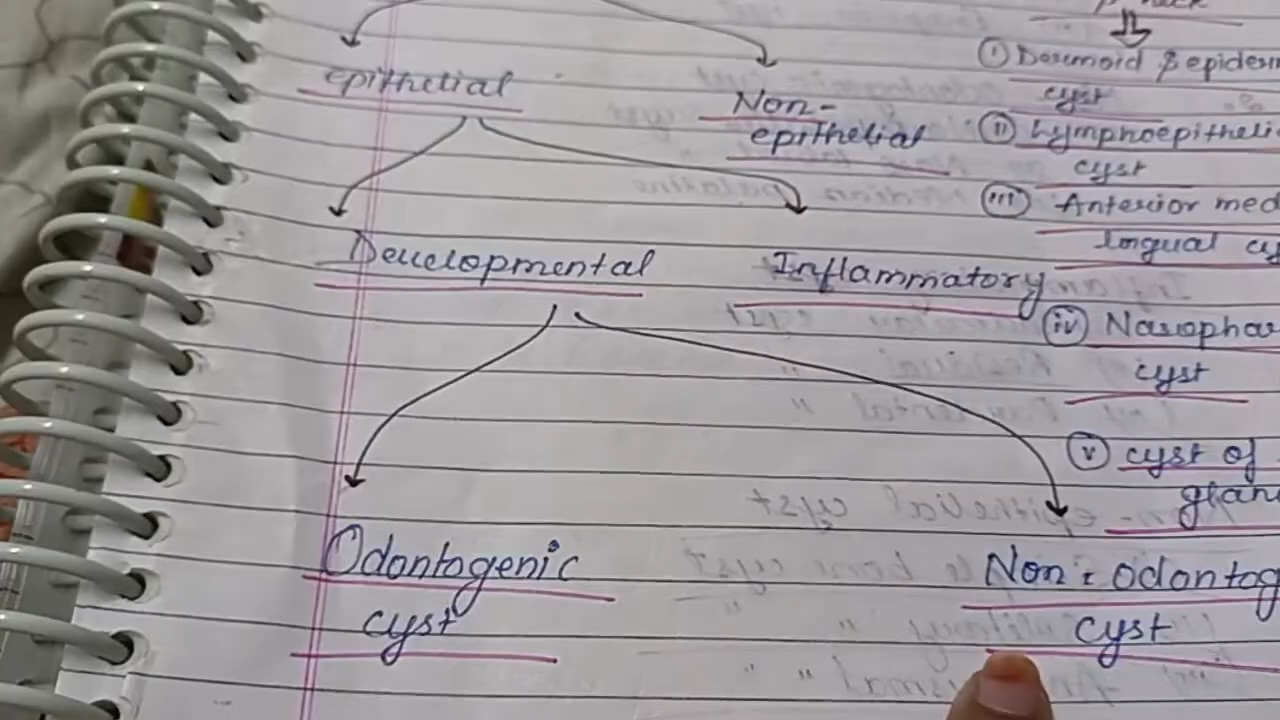 epithelial
Non-
epithelial
Developmental
Inflammatory
Odontogenic
cyst
Non-odontog
cyst
(i) Dermoid & epiderm
cyst
(ii) Lymphoepitheli
cyst
(iii) Anterior med
lingual cy
(iv) Nasophar
cyst
(v) cyst of
glan